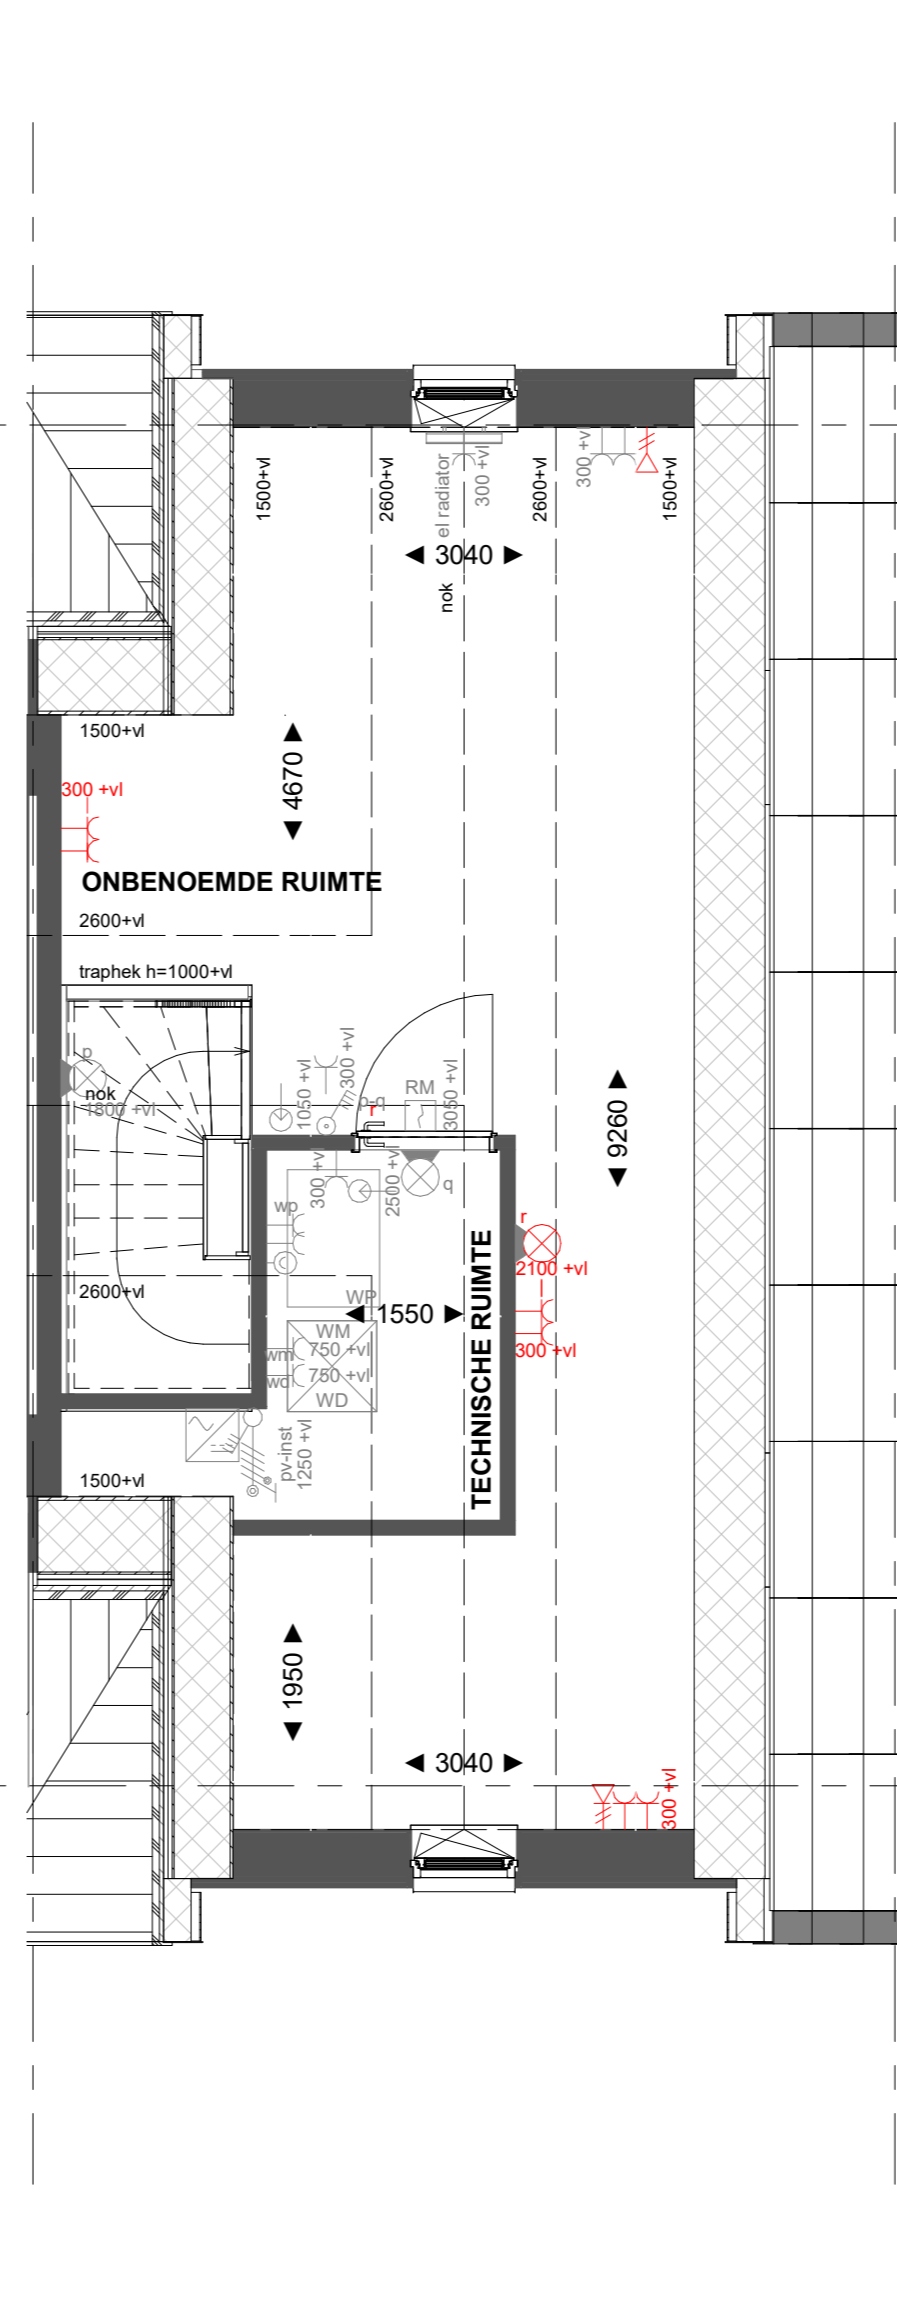 1500+vl
2600+vl
el radiator
300 +vl
2600+vl
300 +vl
1500+vl
3040
nok
1500+vl
4670
300 +vl
ONBENOEMDE RUIMTE
2600+vl
traphek h=1000+vl
p
nok
1800 +vl
1050 +vl
300 +vl
p-q
r
RM
3050 +vl
9260
300 +vl
2500 +vl
q
wp
r
2100 +vl
2600+vl
WP
1550
TECHNISCHE RUIMTE
WM
wm
750 +vl
300 +vl
wd
750 +vl
WD
pv-inst
1250 +vl
1500+vl
1950
3040
300 +vl